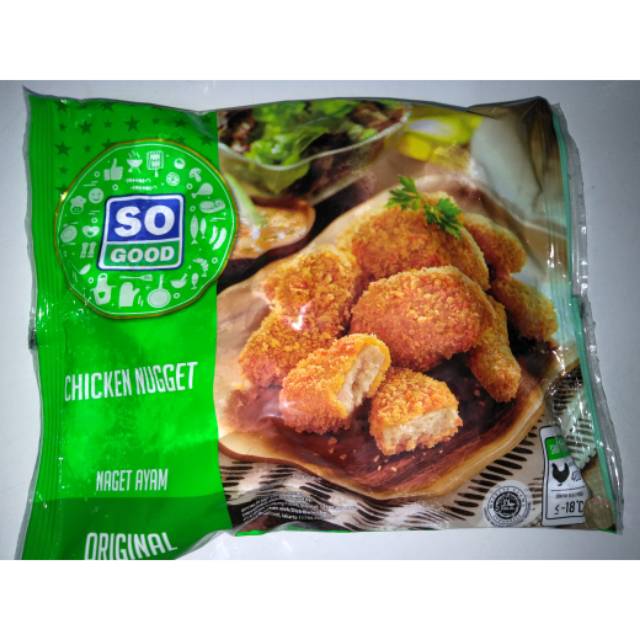 SO
GOOD
CHICKEN NUGGET
NAGET AYAM
ORIGINAL
≤-18°C